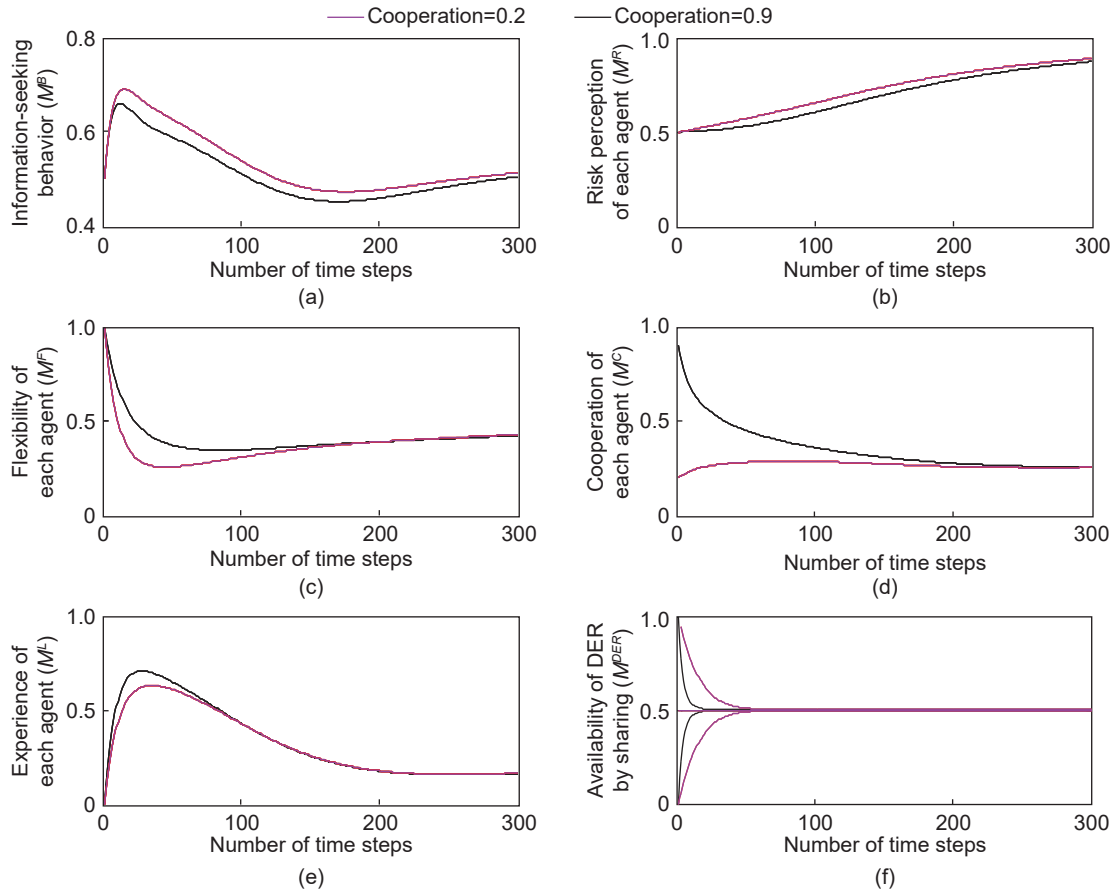 Cooperation=0.2 Cooperation=0.9
Information-seeking
behavior (M^B)
0.8
0.6
0.4
0 100 200 300
Number of time steps
(a)
Risk perception
of each agent (M^R)
1.0
0.5
0
0 100 200 300
Number of time steps
(b)
Flexibility of
each agent (M^F)
1.0
0.5
0
0 100 200 300
Number of time steps
(c)
Cooperation of
each agent (M^C)
1.0
0.5
0
0 100 200 300
Number of time steps
(d)
Experience of
each agent (M^L)
1.0
0.5
0
0 100 200 300
Number of time steps
(e)
Availability of DER
by sharing (M^DER)
1.0
0.5
0
0 100 200 300
Number of time steps
(f)